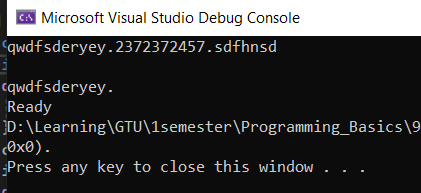 Microsoft Visual Studio Debug Console
qwdfsderyey.2372372457.sdfhnsd
qwdfsderyey.
Ready
D:\Learning\GTU\1semester\Programming_Basics\9
0x0).
Press any key to close this window . . .